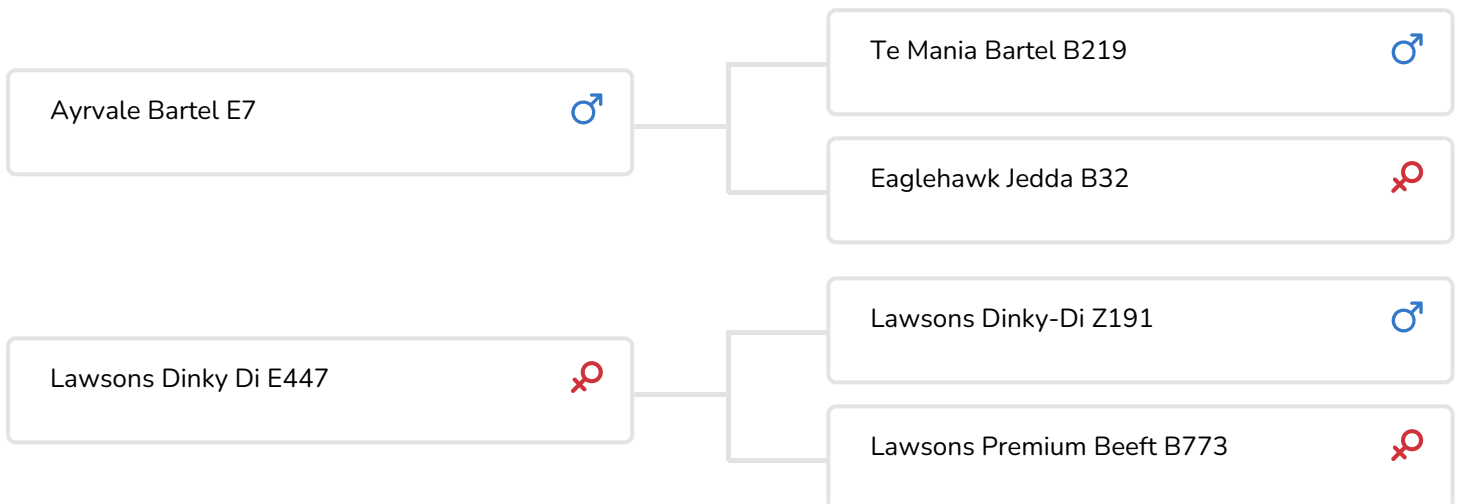 Te Mania Bartel B219
Ayrvale Bartel E7
Eaglehawk Jedda B32
Lawsons Dinky-Di Z191
Lawsons Dinky Di E447
Lawsons Premium Beeft B773